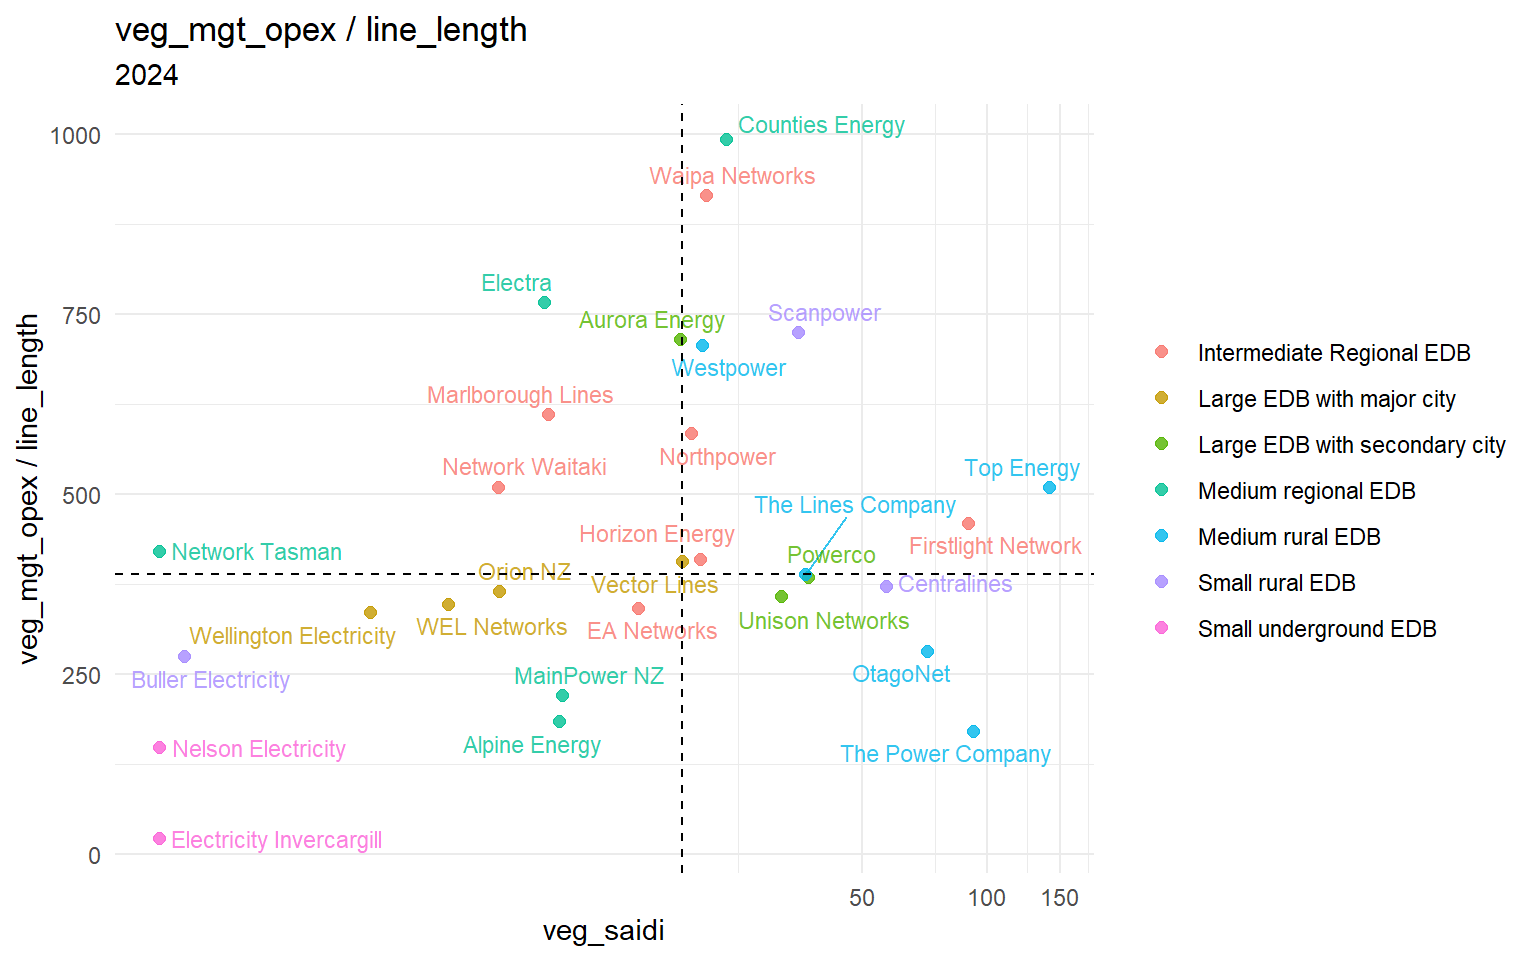 veg_mgt_opex / line_length
2024
1000
750
500
250
0
veg_mgt_opex / line_length
Counties Energy
Waipa Networks
Electra
Aurora Energy
Scanpower
Westpower
Marlborough Lines
Northpower
Network Waitaki
Top Energy
The Lines Company
Horizon Energy
Firstlight Network
Network Tasman
Powerco
Orion NZ
Vector Lines
Centralines
Unison Networks
WEL Networks
EA Networks
Wellington Electricity
Buller Electricity
MainPower NZ
OtagoNet
Alpine Energy
Nelson Electricity
The Power Company
Electricity Invercargill
50
100
150
veg_saidi
Intermediate Regional EDB
Large EDB with major city
Large EDB with secondary city
Medium regional EDB
Medium rural EDB
Small rural EDB
Small underground EDB